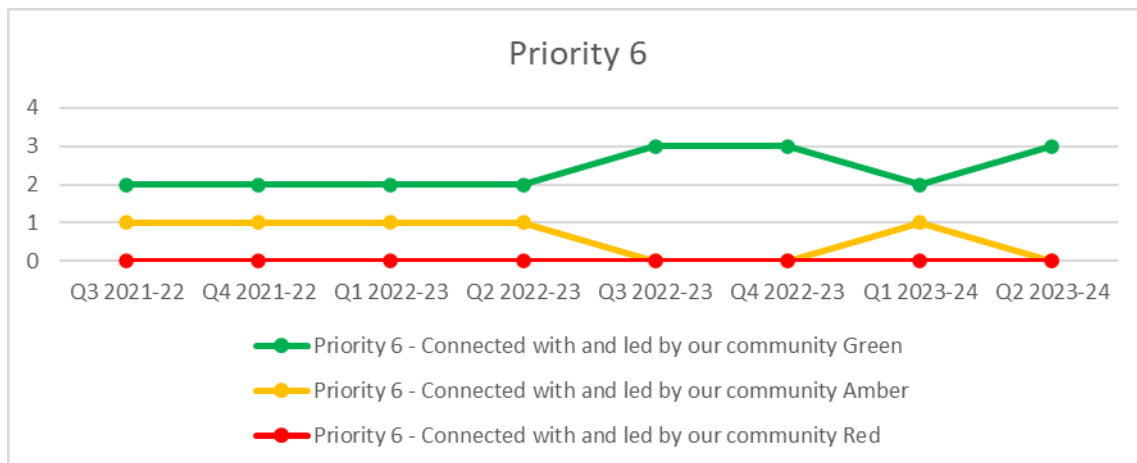 Priority 6
4
3
2
1
0
Q3 2021-22 Q4 2021-22 Q1 2022-23 Q2 2022-23 Q3 2022-23 Q4 2022-23 Q1 2023-24 Q2 2023-24
Priority 6 - Connected with and led by our community Green
Priority 6 - Connected with and led by our community Amber
Priority 6 - Connected with and led by our community Red